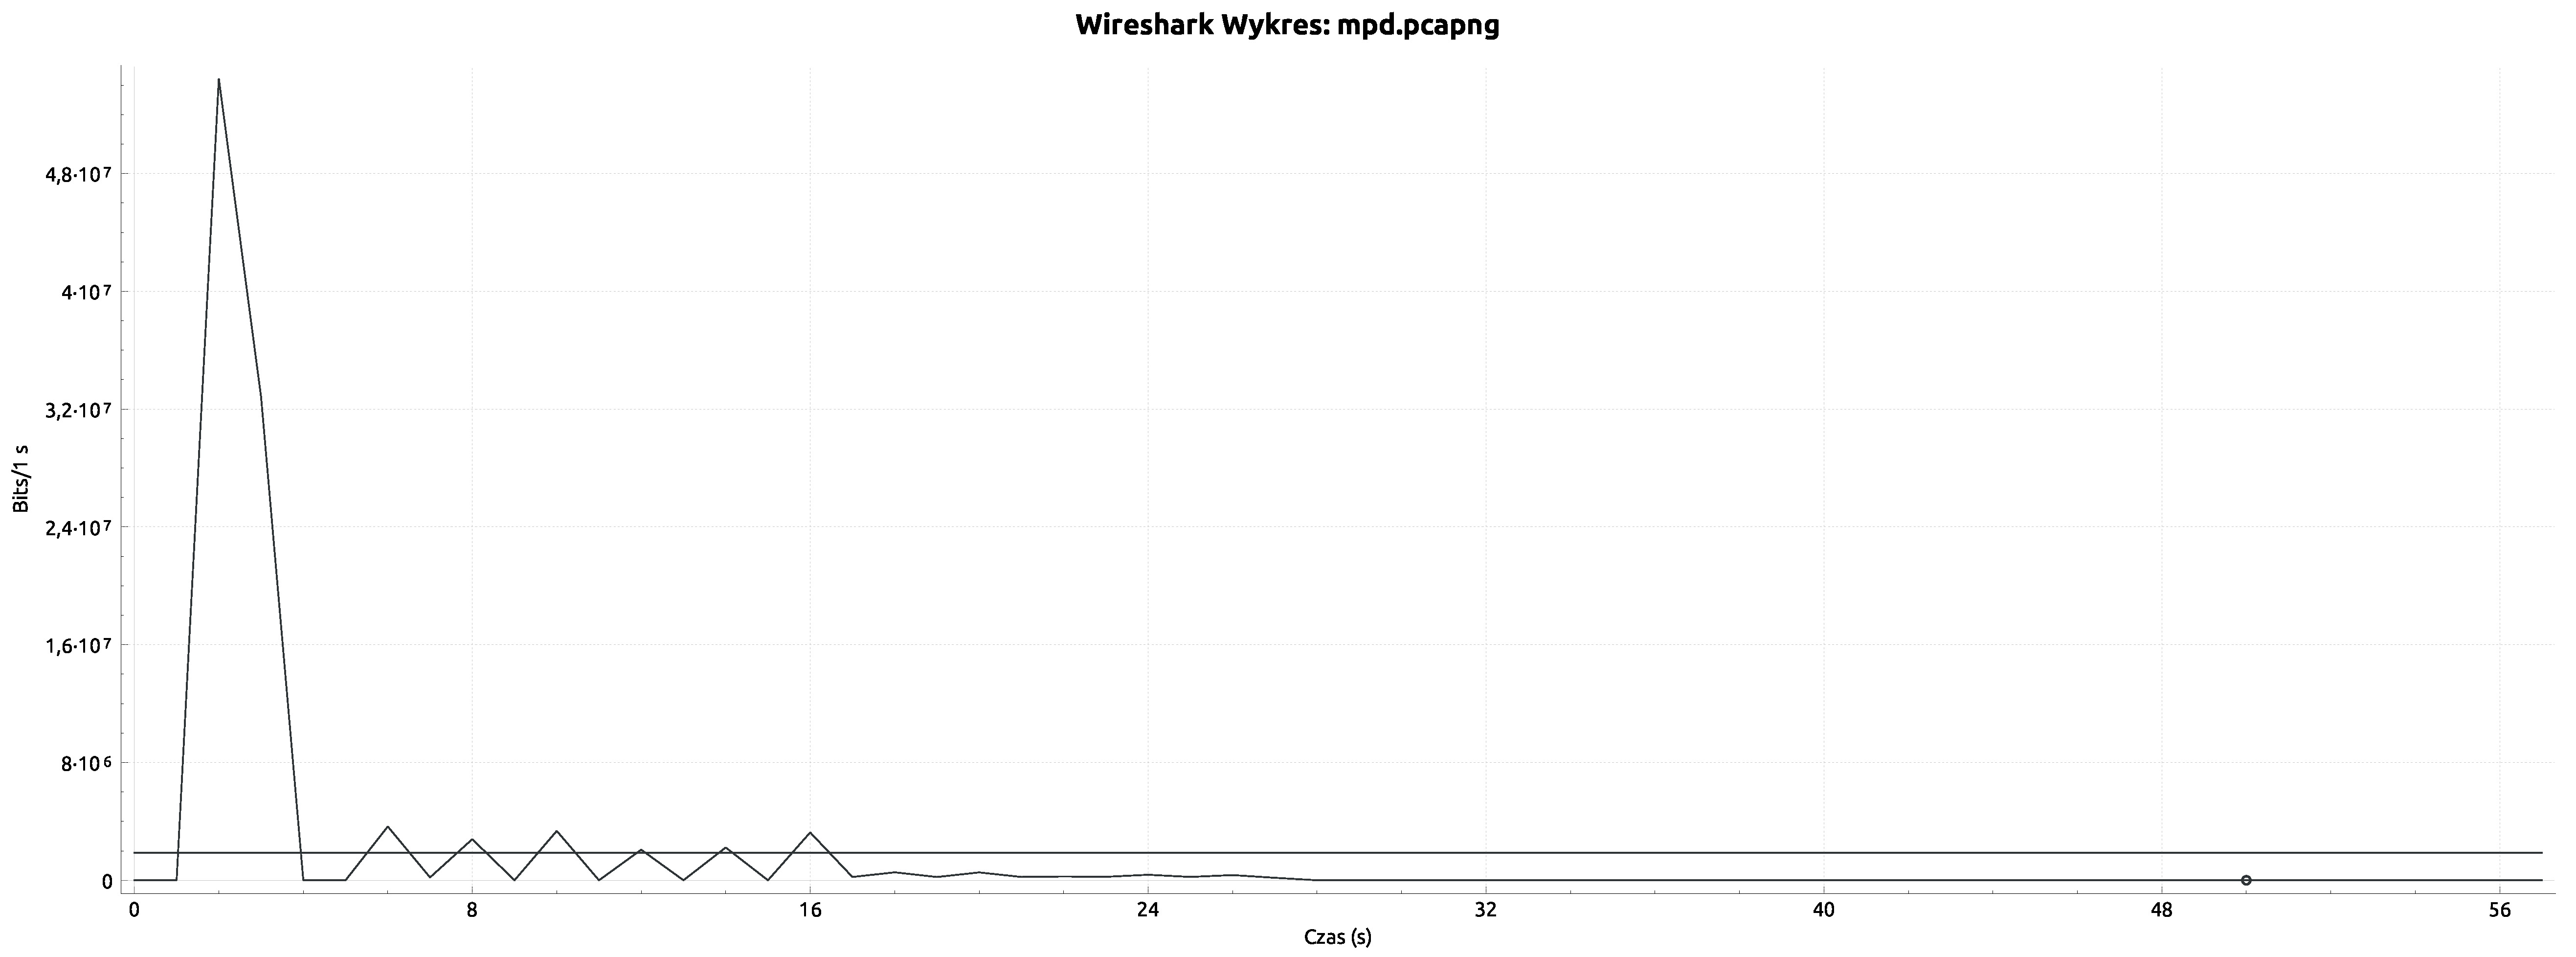 Wireshark Wykres: mpd.pcapng
Bits/1 s
4,8·10⁷
4·10⁷
3,2·10⁷
2,4·10⁷
1,6·10⁷
8·10⁶
0
0 8 16 24 32 40 48 56
Czas (s)